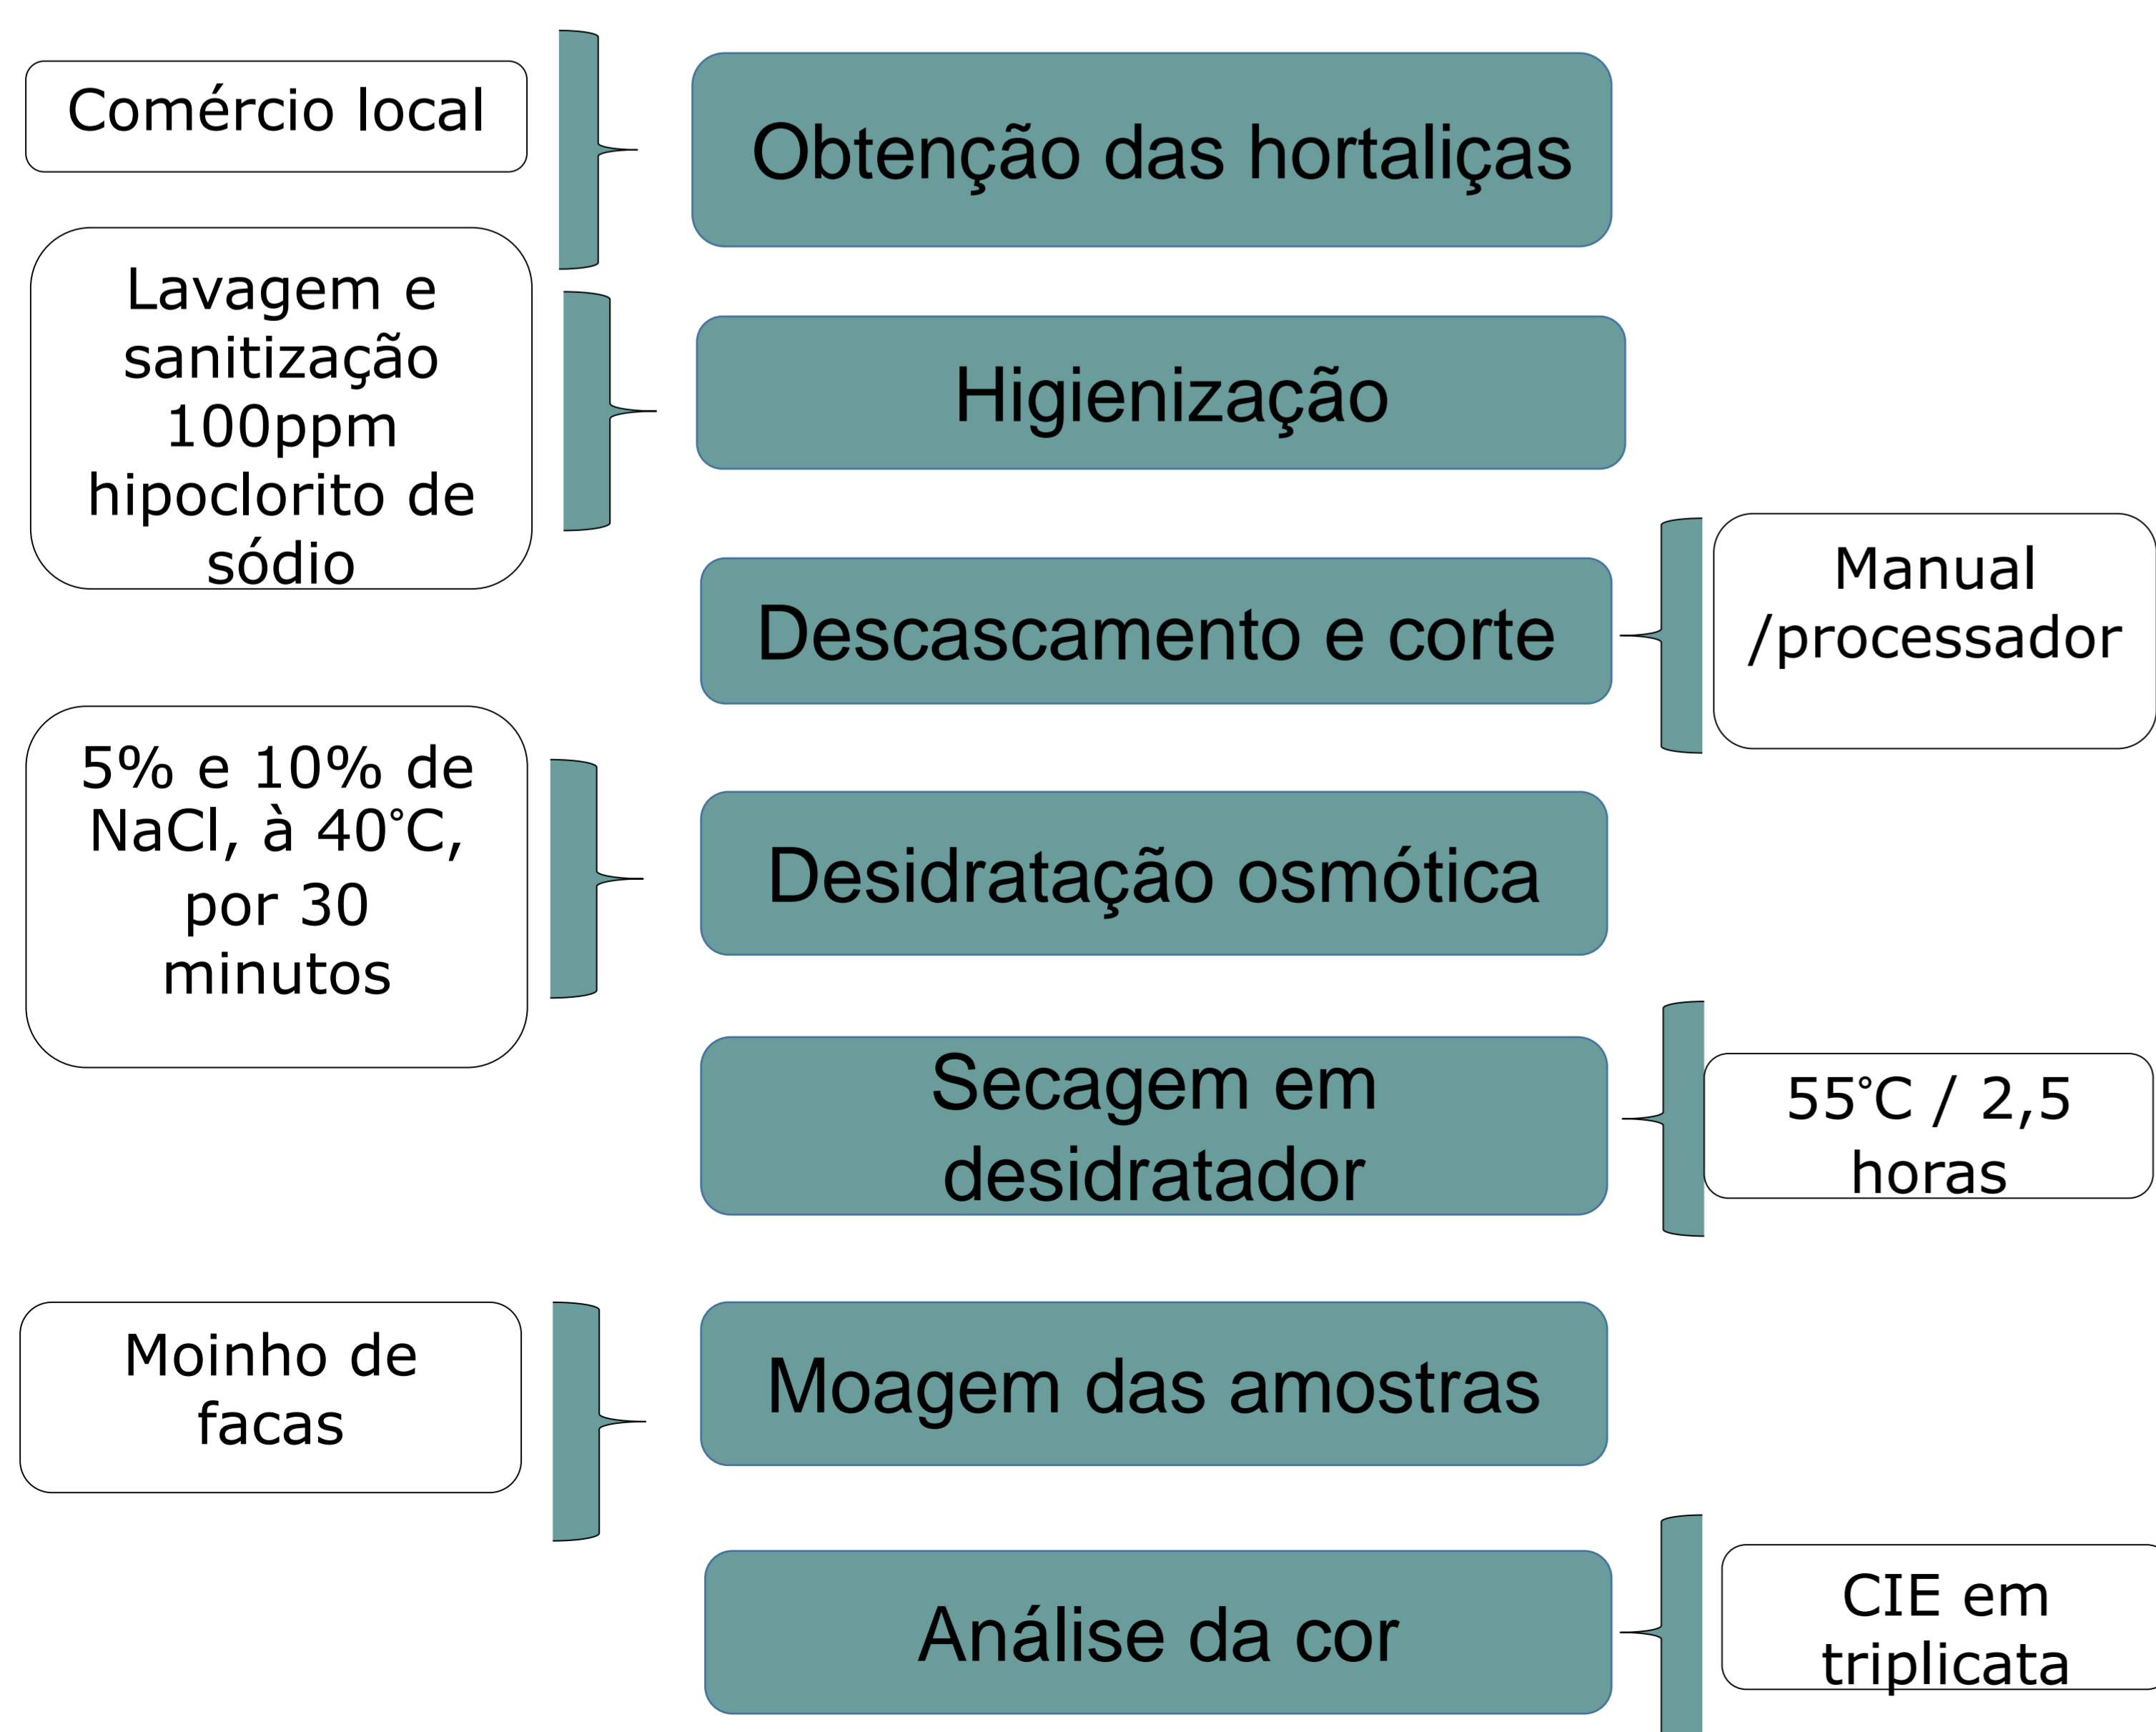 Comércio local
Obtenção das hortaliças
Lavagem e
sanitização
100ppm
hipoclorito de
sódio
Higienização
Descascamento e corte
Manual
/processador
5% e 10% de
NaCl, à 40°C,
por 30
minutos
Desidratação osmótica
Secagem em
desidratador
55°C / 2,5
horas
Moinho de
facas
Moagem das amostras
Análise da cor
CIE em
triplicata